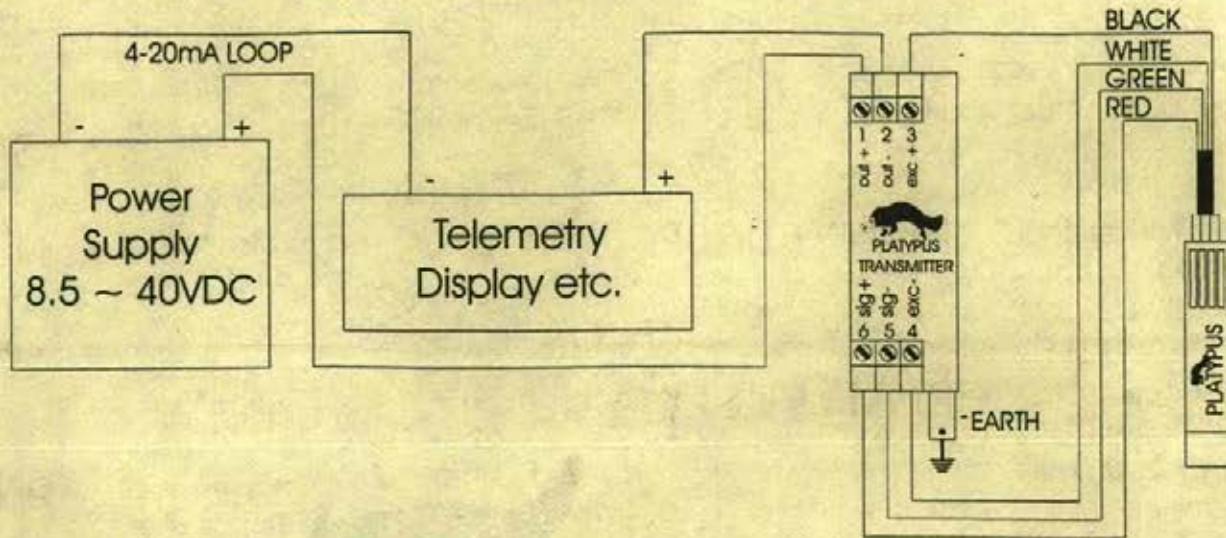 4-20mA LOOP
-
+
Power
Supply
8.5 ~ 40VDC
-
+
Telemetry
Display etc.
1 2 3
out +
out -
exc +
PLATYPUS
TRANSMITTER
sig+
sig-
exc-
6 5 4
-EARTH
BLACK
WHITE
GREEN
RED
PLATYPUS